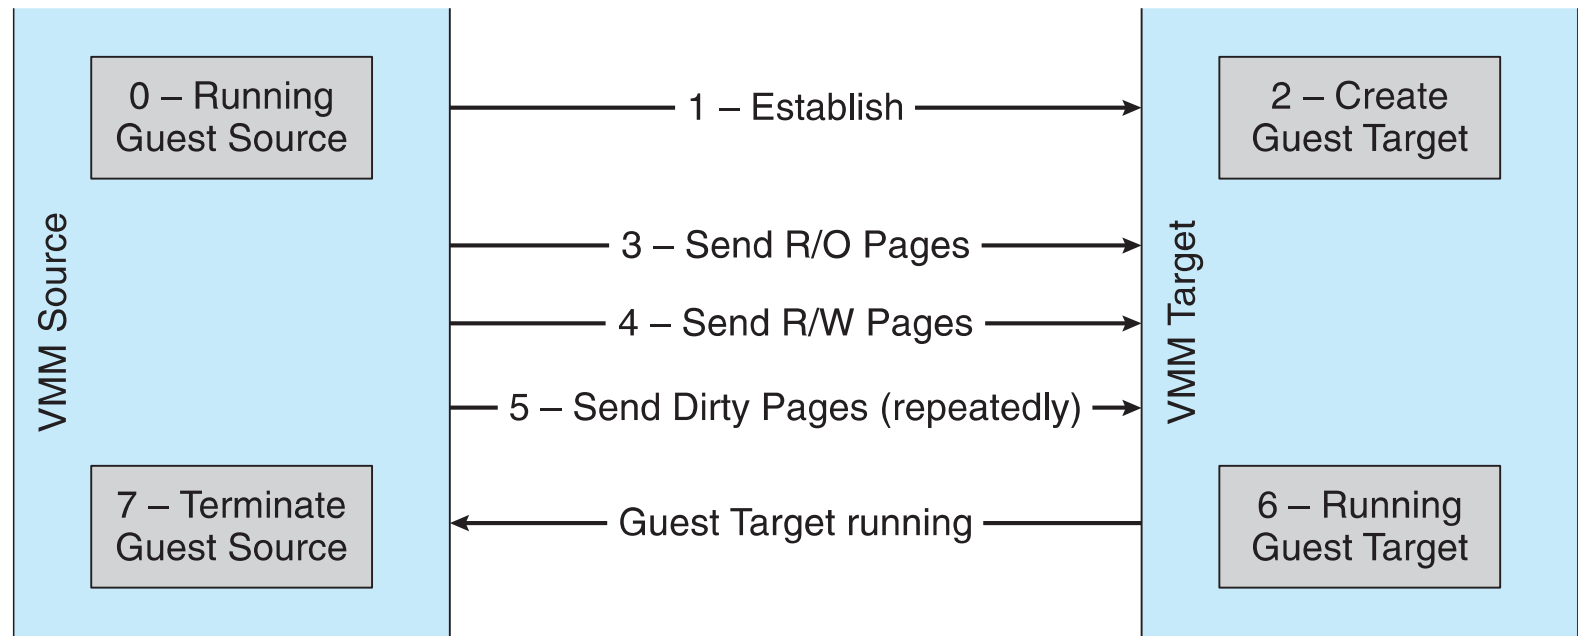 0 – Running
Guest Source
1 – Establish
2 – Create
Guest Target
VMM Source
3 – Send R/O Pages
4 – Send R/W Pages
5 – Send Dirty Pages (repeatedly)
VMM Target
7 – Terminate
Guest Source
Guest Target running
6 – Running
Guest Target